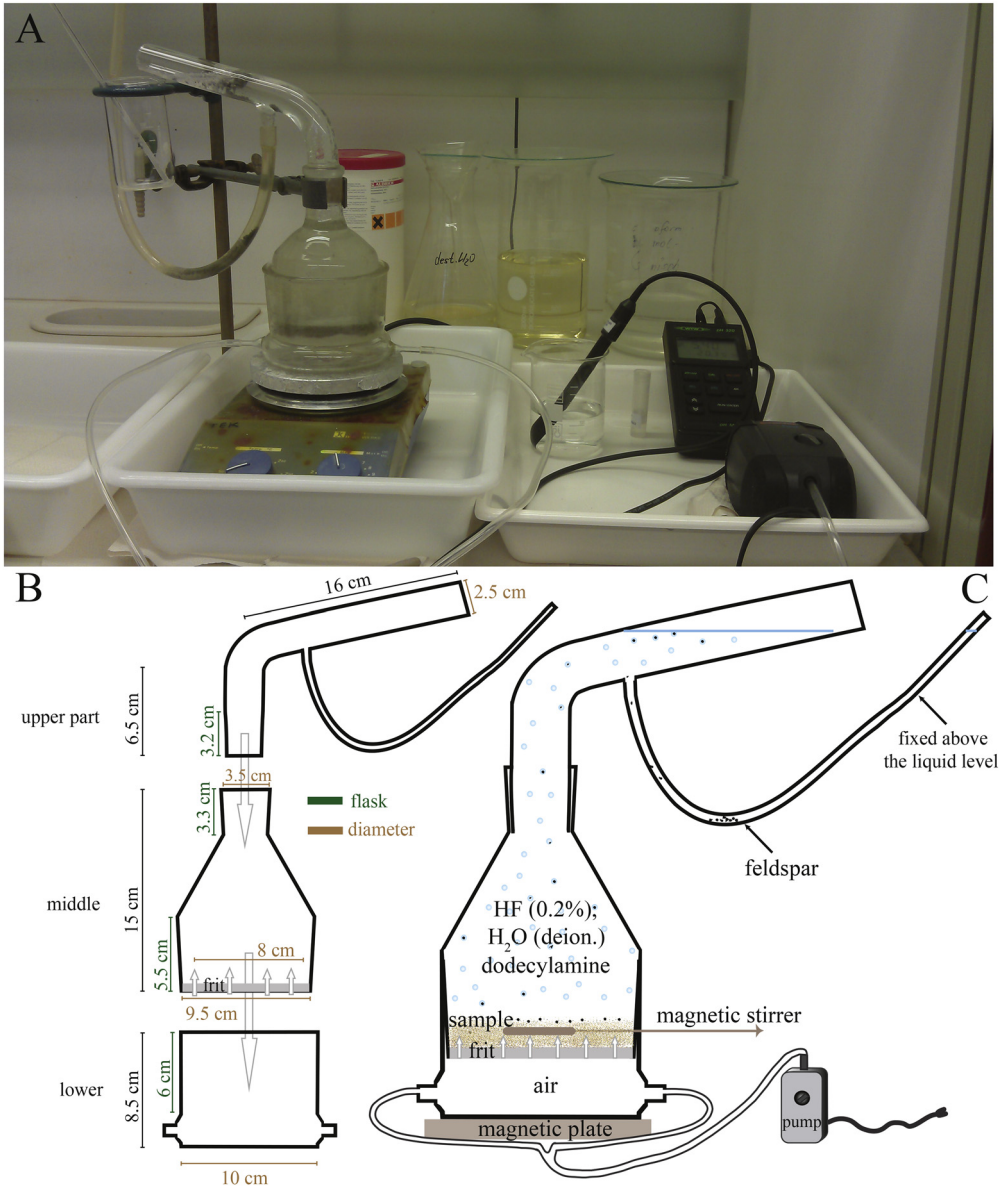 A
dest. H₂O
B
C
16 cm
2.5 cm
upper part
6.5 cm
3.2 cm
fixed above
the liquid level
3.5 cm
3.3 cm
flask
diameter
feldspar
middle
15 cm
5.5 cm
8 cm
frit
9.5 cm
HF (0.2%);
H₂O (deion.)
dodecylamine
sample
magnetic stirrer
frit
lower
8.5 cm
6 cm
air
pump
magnetic plate
10 cm